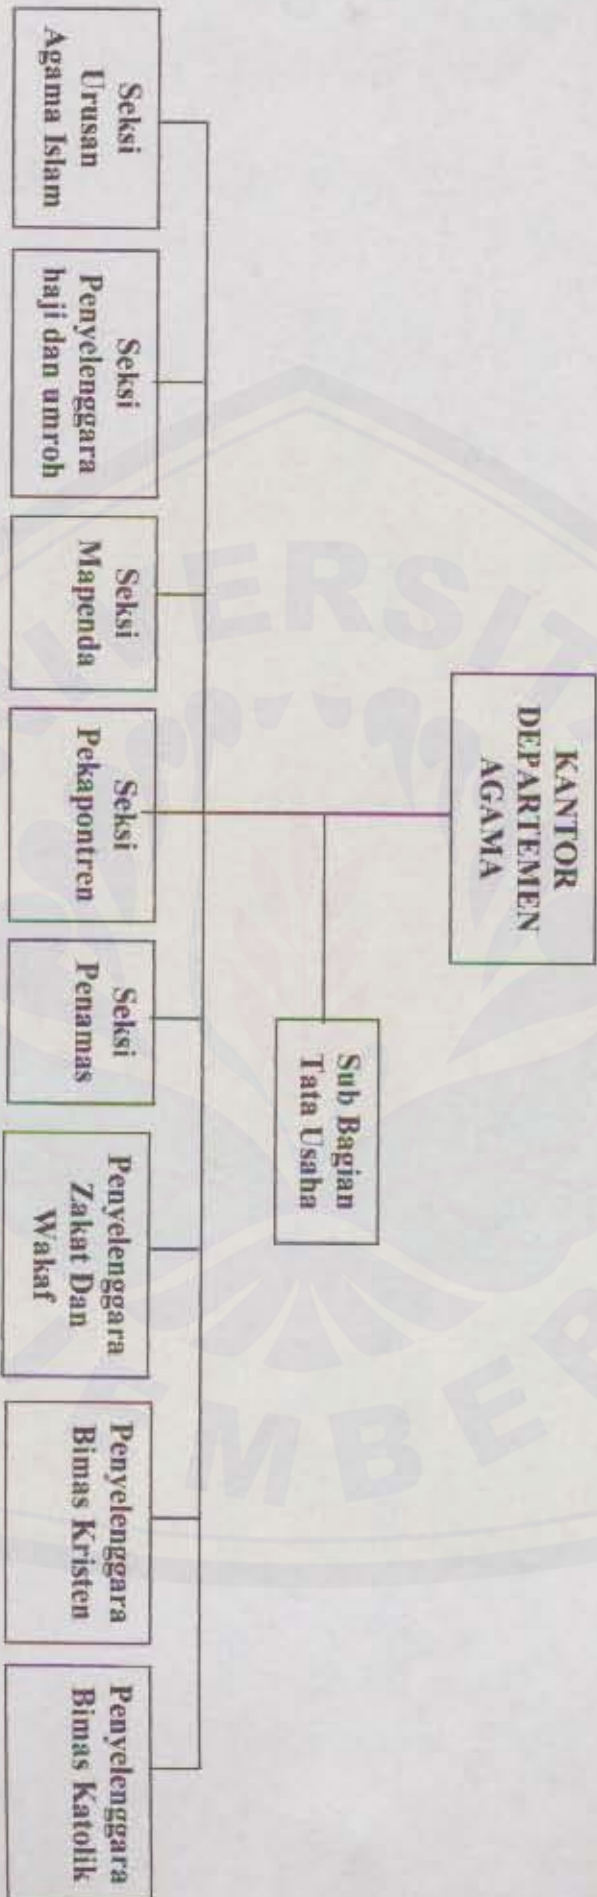 KANTOR
DEPARTEMEN
AGAMA
Sub Bagian
Tata Usaha
Seksi
Urusan
Agama Islam
Seksi
Penyelenggara
haji dan umroh
Seksi
Mapenda
Seksi
Pekapontren
Seksi
Penamas
Penyelenggara
Zakat Dan
Wakaf
Penyelenggara
Bimas Kristen
Penyelenggara
Bimas Katolik